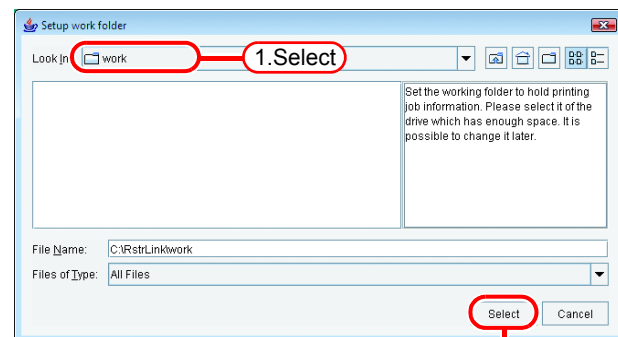 Setup work folder
Look In: work
1.Select
Set the working folder to hold printing
job information. Please select it of the
drive which has enough space. It is
possible to change it later.
File Name: C:\RstrLink\work
Files of Type: All Files
Select Cancel